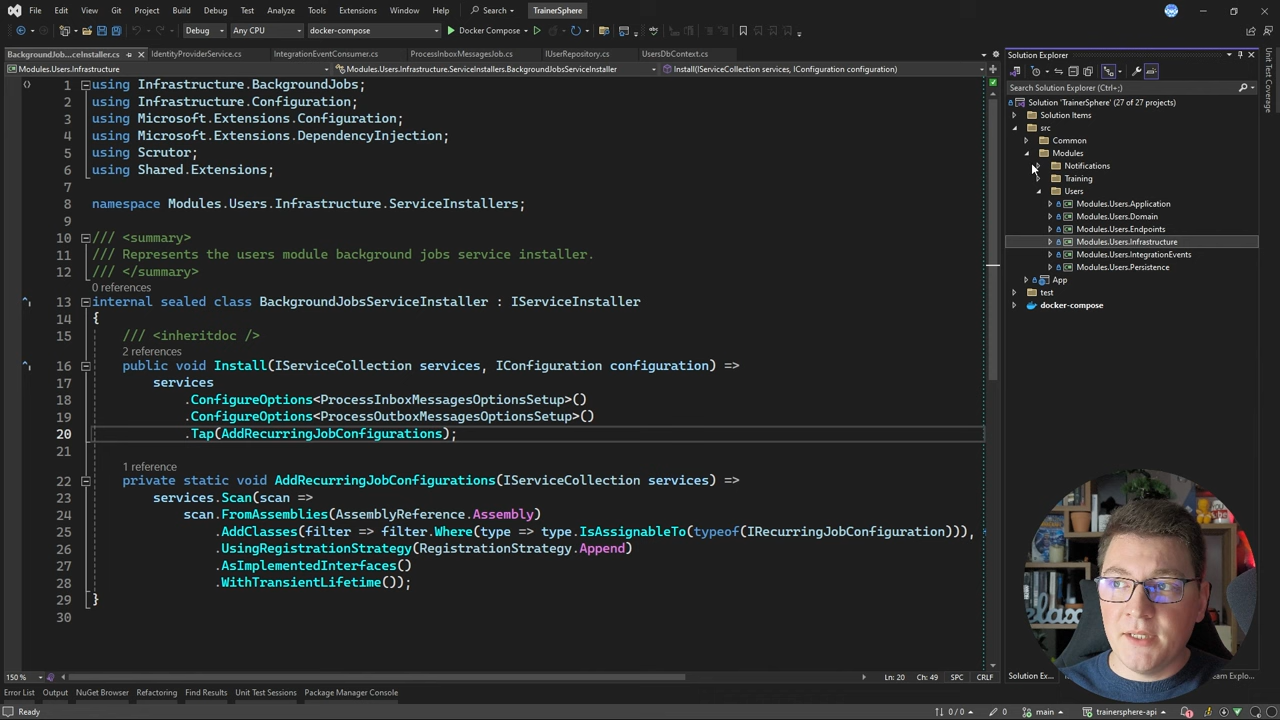 File Edit View Git Project Build Debug Test Analyze Tools Extensions Window Help Search TrainerSphere
Debug Any CPU docker-compose Docker Compose
BackgroundJob...ceInstaller.cs IdentityProviderService.cs IntegrationEventConsumer.cs ProcessInboxMessagesJob.cs IUserRepository.cs UsersDbContext.cs
Modules.Users.Infrastructure Modules.Users.Infrastructure.ServiceInstallers.BackgroundJobsServiceInstaller Install(IServiceCollection services, IConfiguration configuration)
1 using Infrastructure.BackgroundJobs;
2 using Infrastructure.Configuration;
3 using Microsoft.Extensions.Configuration;
4 using Microsoft.Extensions.DependencyInjection;
5 using Scrutor;
6 using Shared.Extensions;
7
8 namespace Modules.Users.Infrastructure.ServiceInstallers;
9
10 /// <summary>
11 /// Represents the users module background jobs service installer.
12 /// </summary>
0 references
13 internal sealed class BackgroundJobsServiceInstaller : IServiceInstaller
14 {
15 /// <inheritdoc />
2 references
16 public void Install(IServiceCollection services, IConfiguration configuration) =>
17 services
18 .ConfigureOptions<ProcessInboxMessagesOptionsSetup>()
19 .ConfigureOptions<ProcessOutboxMessagesOptionsSetup>()
20 .Tap(AddRecurringJobConfigurations);
21
1 reference
22 private static void AddRecurringJobConfigurations(IServiceCollection services) =>
23 services.Scan(scan =>
24 scan.FromAssemblies(AssemblyReference.Assembly)
25 .AddClasses(filter => filter.Where(type => type.IsAssignableTo(typeof(IRecurringJobConfiguration))),
26 .UsingRegistrationStrategy(RegistrationStrategy.Append)
27 .AsImplementedInterfaces()
28 .WithTransientLifetime());
29 }
30
150 % Ln: 20 Ch: 49 SPC CRLF
Solution Explorer
Search Solution Explorer (Ctrl+;)
Solution 'TrainerSphere' (27 of 27 projects)
Solution Items
src
Common
Modules
Notifications
Training
Users
Modules.Users.Application
Modules.Users.Domain
Modules.Users.Endpoints
Modules.Users.Infrastructure
Modules.Users.IntegrationEvents
Modules.Users.Persistence
App
test
docker-compose
Unit Test Coverage
Solution Ex... eam Explo...
Error List Output NuGet Browser Refactoring Find Results Unit Test Sessions Package Manager Console
Ready 0 / 0 0 main trainersphere-api